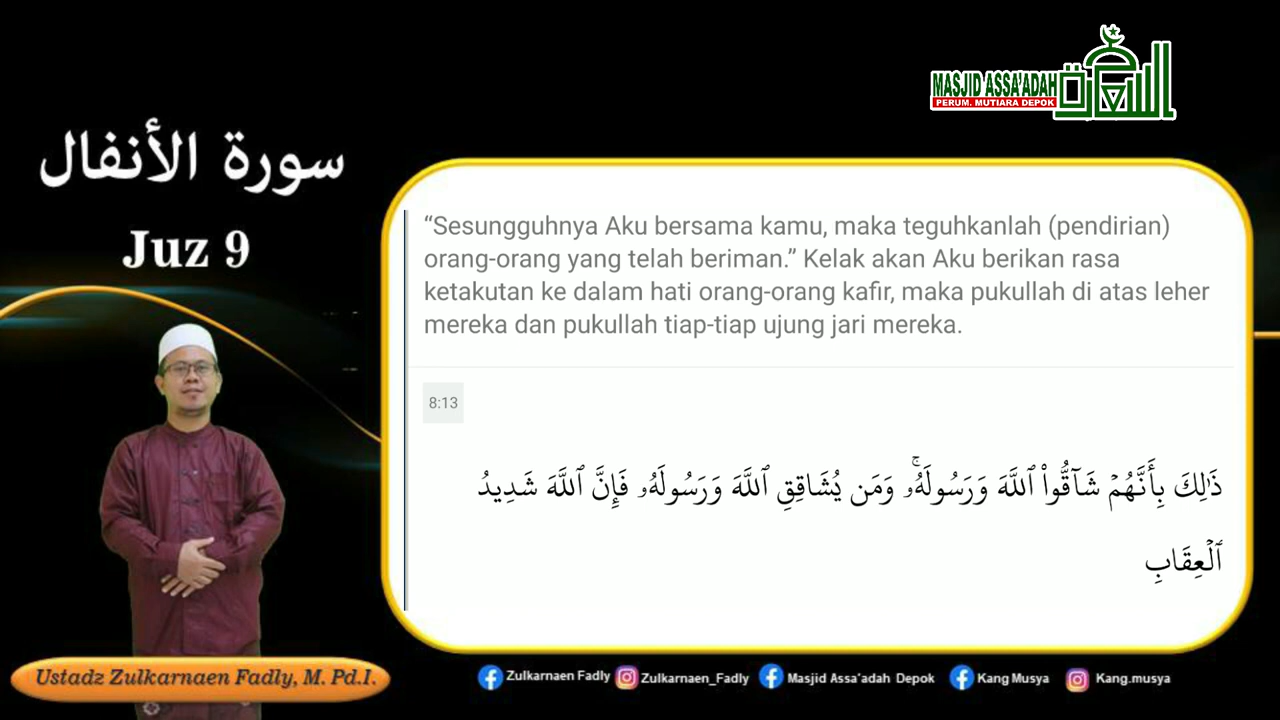 MASJID ASSA'ADAH
PERUM. MUTIARA DEPOK
سورة الأنفال
Juz 9
“Sesungguhnya Aku bersama kamu, maka teguhkanlah (pendirian)
orang-orang yang telah beriman.” Kelak akan Aku berikan rasa
ketakutan ke dalam hati orang-orang kafir, maka pukullah di atas leher
mereka dan pukullah tiap-tiap ujung jari mereka.
8:13
ذَٰلِكَ بِأَنَّهُمْ شَآقُّوا۟ ٱللَّهَ وَرَسُولَهُۥۚ وَمَن يُشَاقِقِ ٱللَّهَ وَرَسُولَهُۥ فَإِنَّ ٱللَّهَ شَدِيدُ
ٱلْعِقَابِ
Ustadz Zulkarnaen Fadly, M. Pd.I.
Zulkarnaen Fadly Zulkarnaen_Fadly Masjid Assa'adah Depok Kang Musya Kang.musya